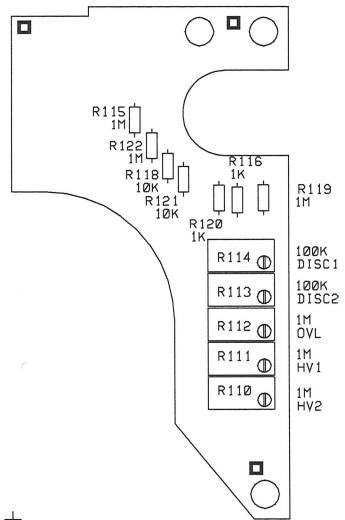 R115
1M
R122
1M
R118
10K
R121
10K
R116
1K
R119
1M
R120
1K
R114
100K
DISC1
R113
100K
DISC2
R112
1M
OVL
R111
1M
HV1
R110
1M
HV2